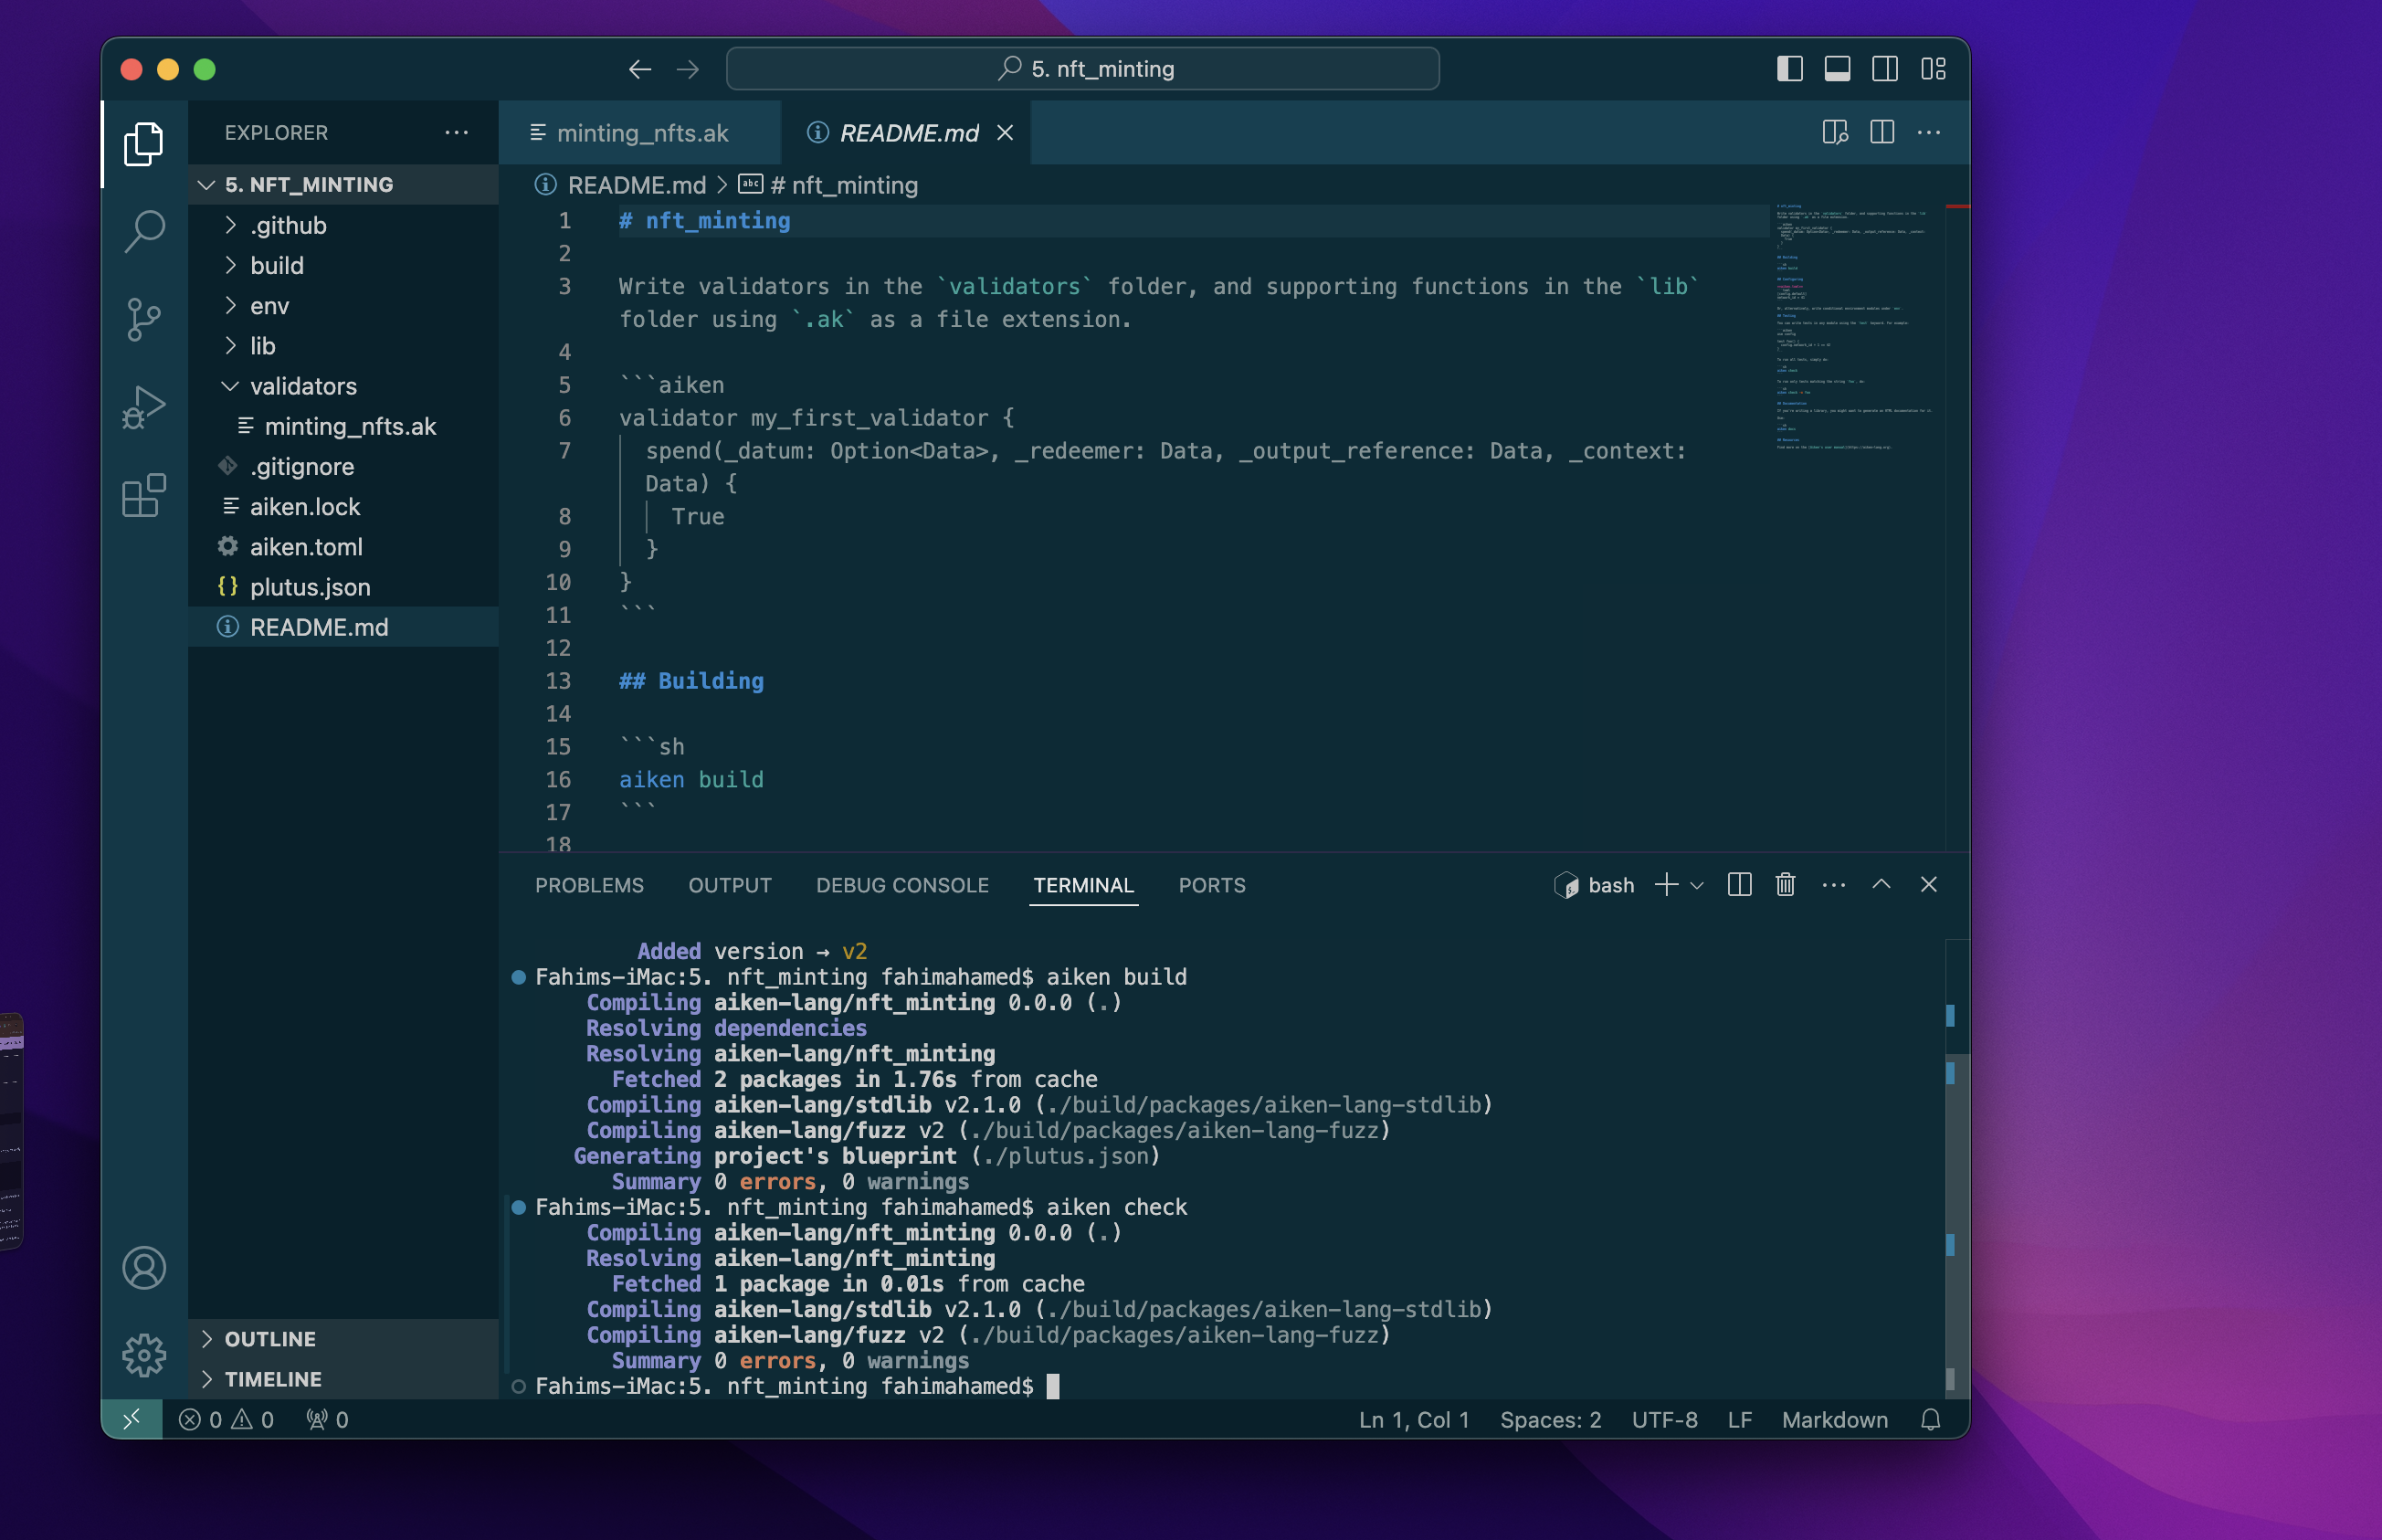 5. nft_minting
EXPLORER
5. NFT_MINTING
.github
build
env
lib
validators
minting_nfts.ak
.gitignore
aiken.lock
aiken.toml
plutus.json
README.md
OUTLINE
TIMELINE
minting_nfts.ak
README.md
README.md > # nft_minting
1 # nft_minting
2
3 Write validators in the `validators` folder, and supporting functions in the `lib`
folder using `.ak` as a file extension.
4
5 ```aiken
6 validator my_first_validator {
7 spend(_datum: Option<Data>, _redeemer: Data, _output_reference: Data, _context:
Data) {
8 True
9 }
10 }
11 ```
12
13 ## Building
14
15 ```sh
16 aiken build
17 ```
18
PROBLEMS OUTPUT DEBUG CONSOLE TERMINAL PORTS
bash
Added version → v2
Fahims-iMac:5. nft_minting fahimahamed$ aiken build
Compiling aiken-lang/nft_minting 0.0.0 (.)
Resolving dependencies
Resolving aiken-lang/nft_minting
Fetched 2 packages in 1.76s from cache
Compiling aiken-lang/stdlib v2.1.0 (./build/packages/aiken-lang-stdlib)
Compiling aiken-lang/fuzz v2 (./build/packages/aiken-lang-fuzz)
Generating project's blueprint (./plutus.json)
Summary 0 errors, 0 warnings
Fahims-iMac:5. nft_minting fahimahamed$ aiken check
Compiling aiken-lang/nft_minting 0.0.0 (.)
Resolving aiken-lang/nft_minting
Fetched 1 package in 0.01s from cache
Compiling aiken-lang/stdlib v2.1.0 (./build/packages/aiken-lang-stdlib)
Compiling aiken-lang/fuzz v2 (./build/packages/aiken-lang-fuzz)
Summary 0 errors, 0 warnings
Fahims-iMac:5. nft_minting fahimahamed$
0 0 0
Ln 1, Col 1 Spaces: 2 UTF-8 LF Markdown